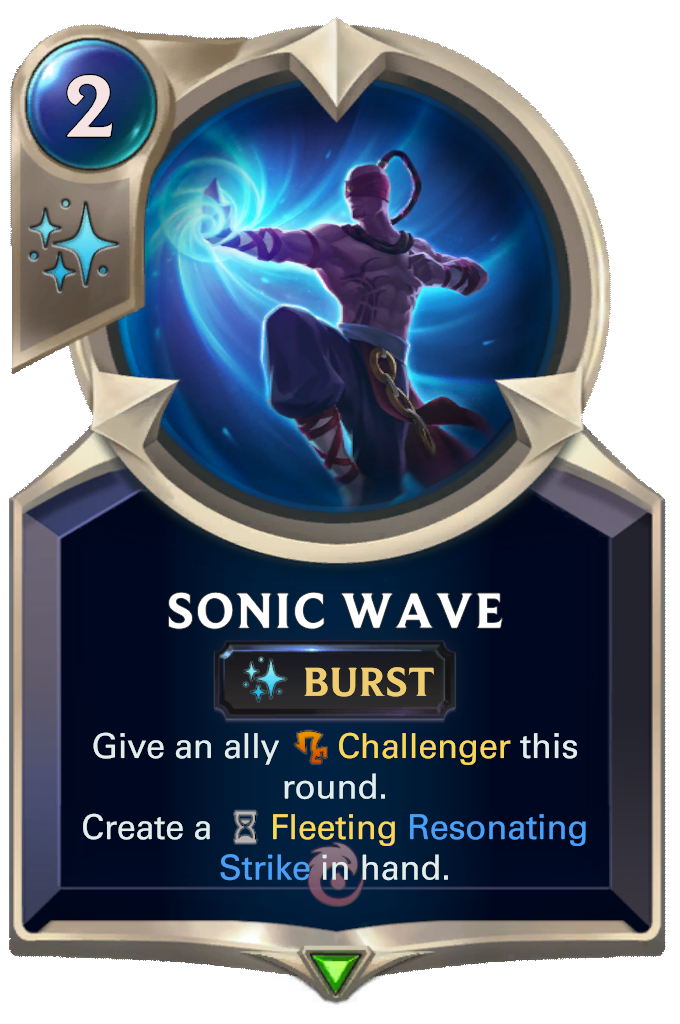 2
SONIC WAVE
BURST
Give an ally Challenger this
round.
Create a Fleeting Resonating
Strike in hand.